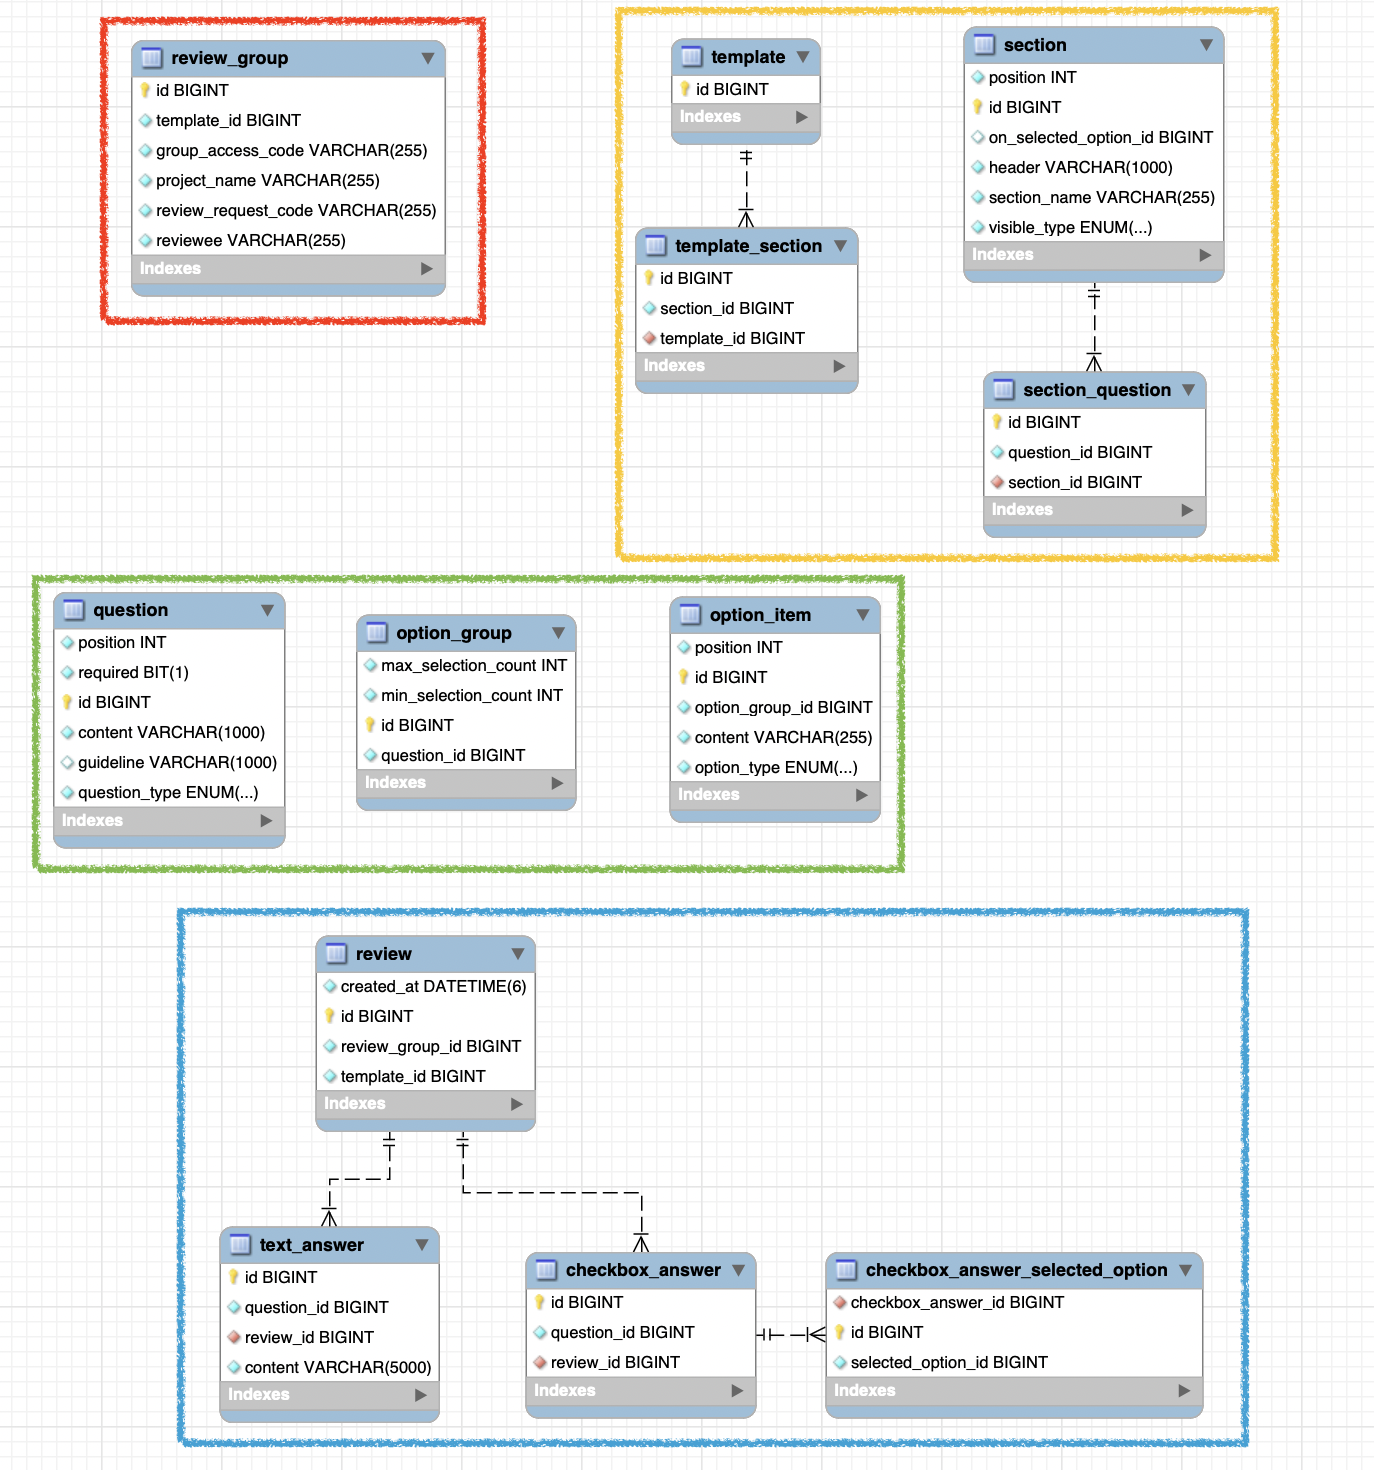 review_group
id BIGINT
template_id BIGINT
group_access_code VARCHAR(255)
project_name VARCHAR(255)
review_request_code VARCHAR(255)
reviewee VARCHAR(255)
Indexes
template
id BIGINT
Indexes
template_section
id BIGINT
section_id BIGINT
template_id BIGINT
Indexes
section
position INT
id BIGINT
on_selected_option_id BIGINT
header VARCHAR(1000)
section_name VARCHAR(255)
visible_type ENUM(...)
Indexes
section_question
id BIGINT
question_id BIGINT
section_id BIGINT
Indexes
question
position INT
required BIT(1)
id BIGINT
content VARCHAR(1000)
guideline VARCHAR(1000)
question_type ENUM(...)
Indexes
option_group
max_selection_count INT
min_selection_count INT
id BIGINT
question_id BIGINT
Indexes
option_item
position INT
id BIGINT
option_group_id BIGINT
content VARCHAR(255)
option_type ENUM(...)
Indexes
review
created_at DATETIME(6)
id BIGINT
review_group_id BIGINT
template_id BIGINT
Indexes
text_answer
id BIGINT
question_id BIGINT
review_id BIGINT
content VARCHAR(5000)
Indexes
checkbox_answer
id BIGINT
question_id BIGINT
review_id BIGINT
Indexes
checkbox_answer_selected_option
checkbox_answer_id BIGINT
id BIGINT
selected_option_id BIGINT
Indexes